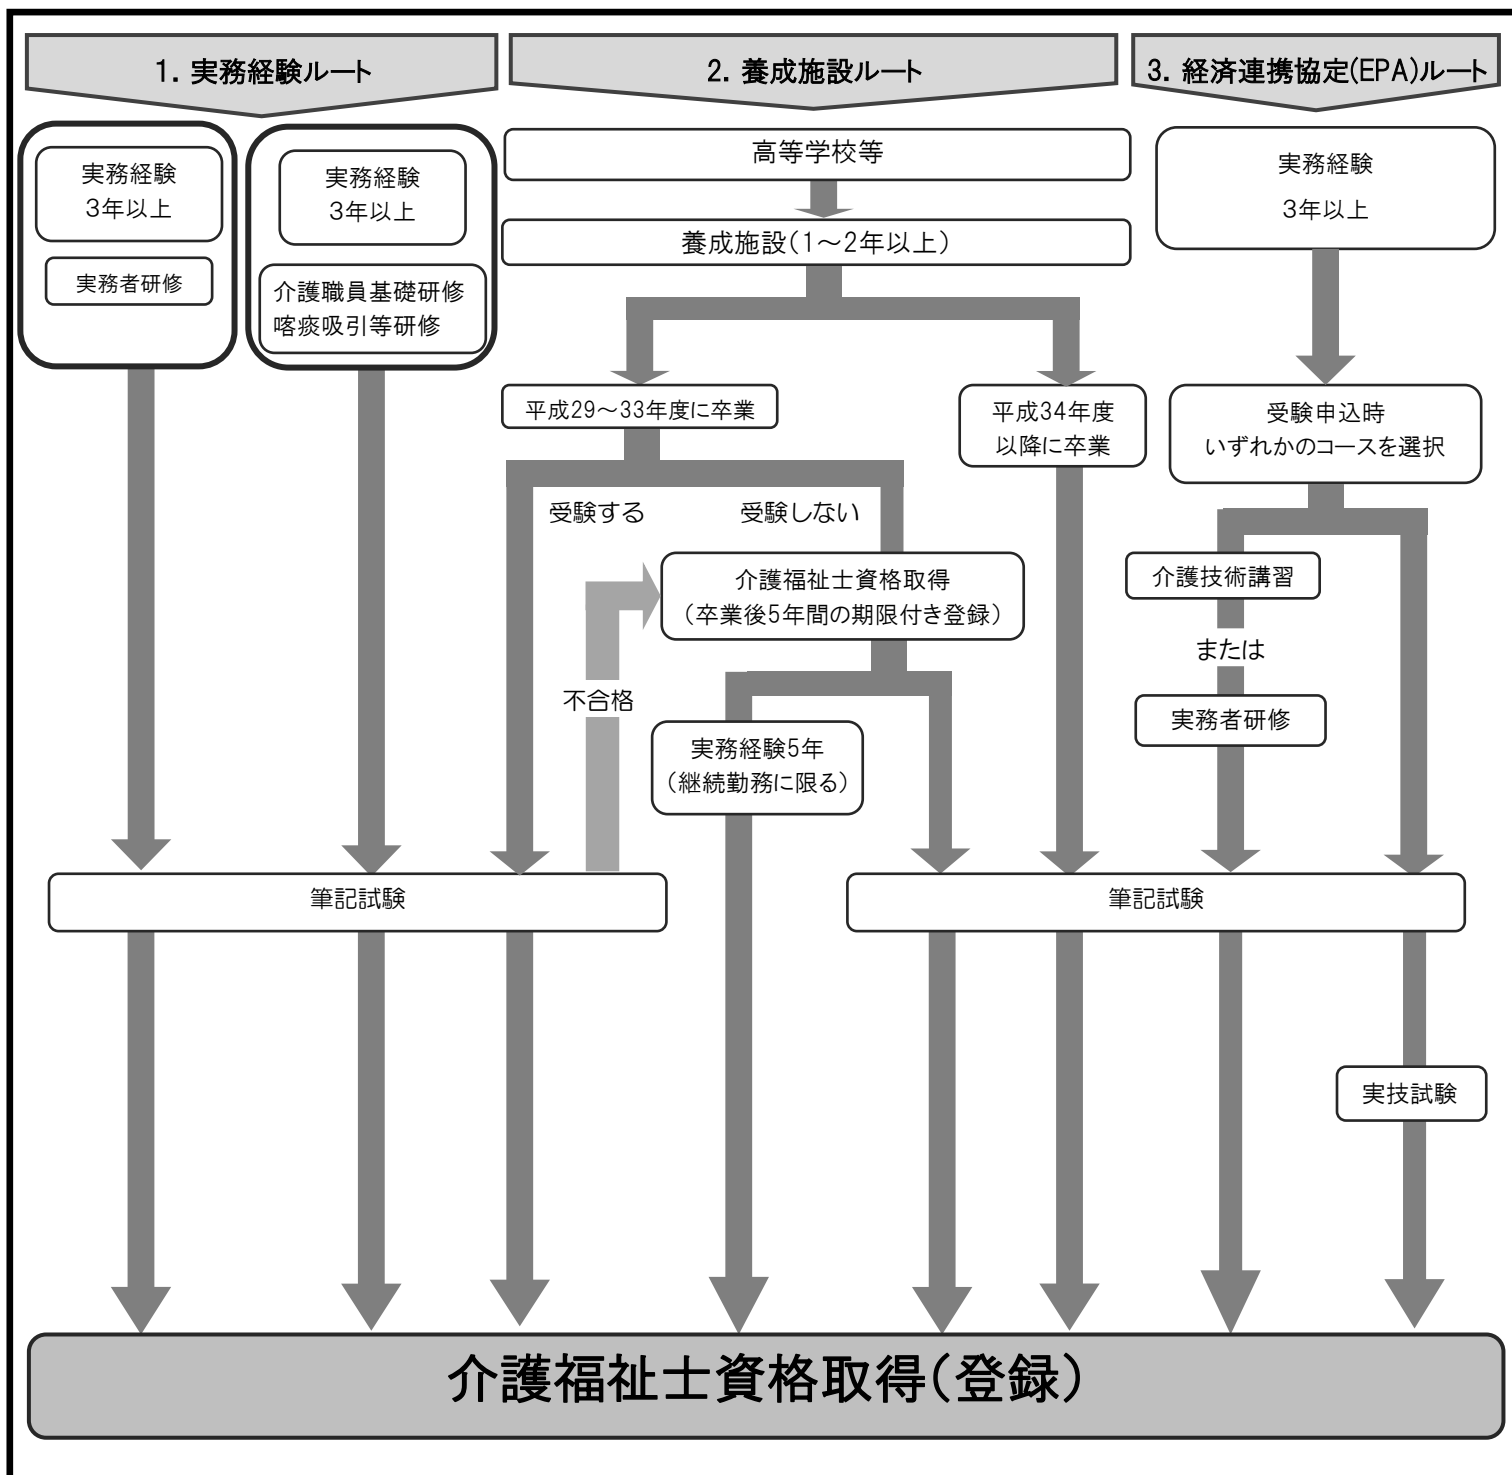 1. 実務経験ルート
実務経験
3年以上
実務者研修
実務経験
3年以上
介護職員基礎研修
喀痰吸引等研修
2. 養成施設ルート
高等学校等
養成施設(1～2年以上)
平成29～33年度に卒業
平成34年度
以降に卒業
受験する
受験しない
介護福祉士資格取得
(卒業後5年間の期限付き登録)
不合格
実務経験5年
(継続勤務に限る)
3. 経済連携協定(EPA)ルート
実務経験
3年以上
受験申込時
いずれかのコースを選択
介護技術講習
または
実務者研修
筆記試験
筆記試験
実技試験
介護福祉士資格取得(登録)